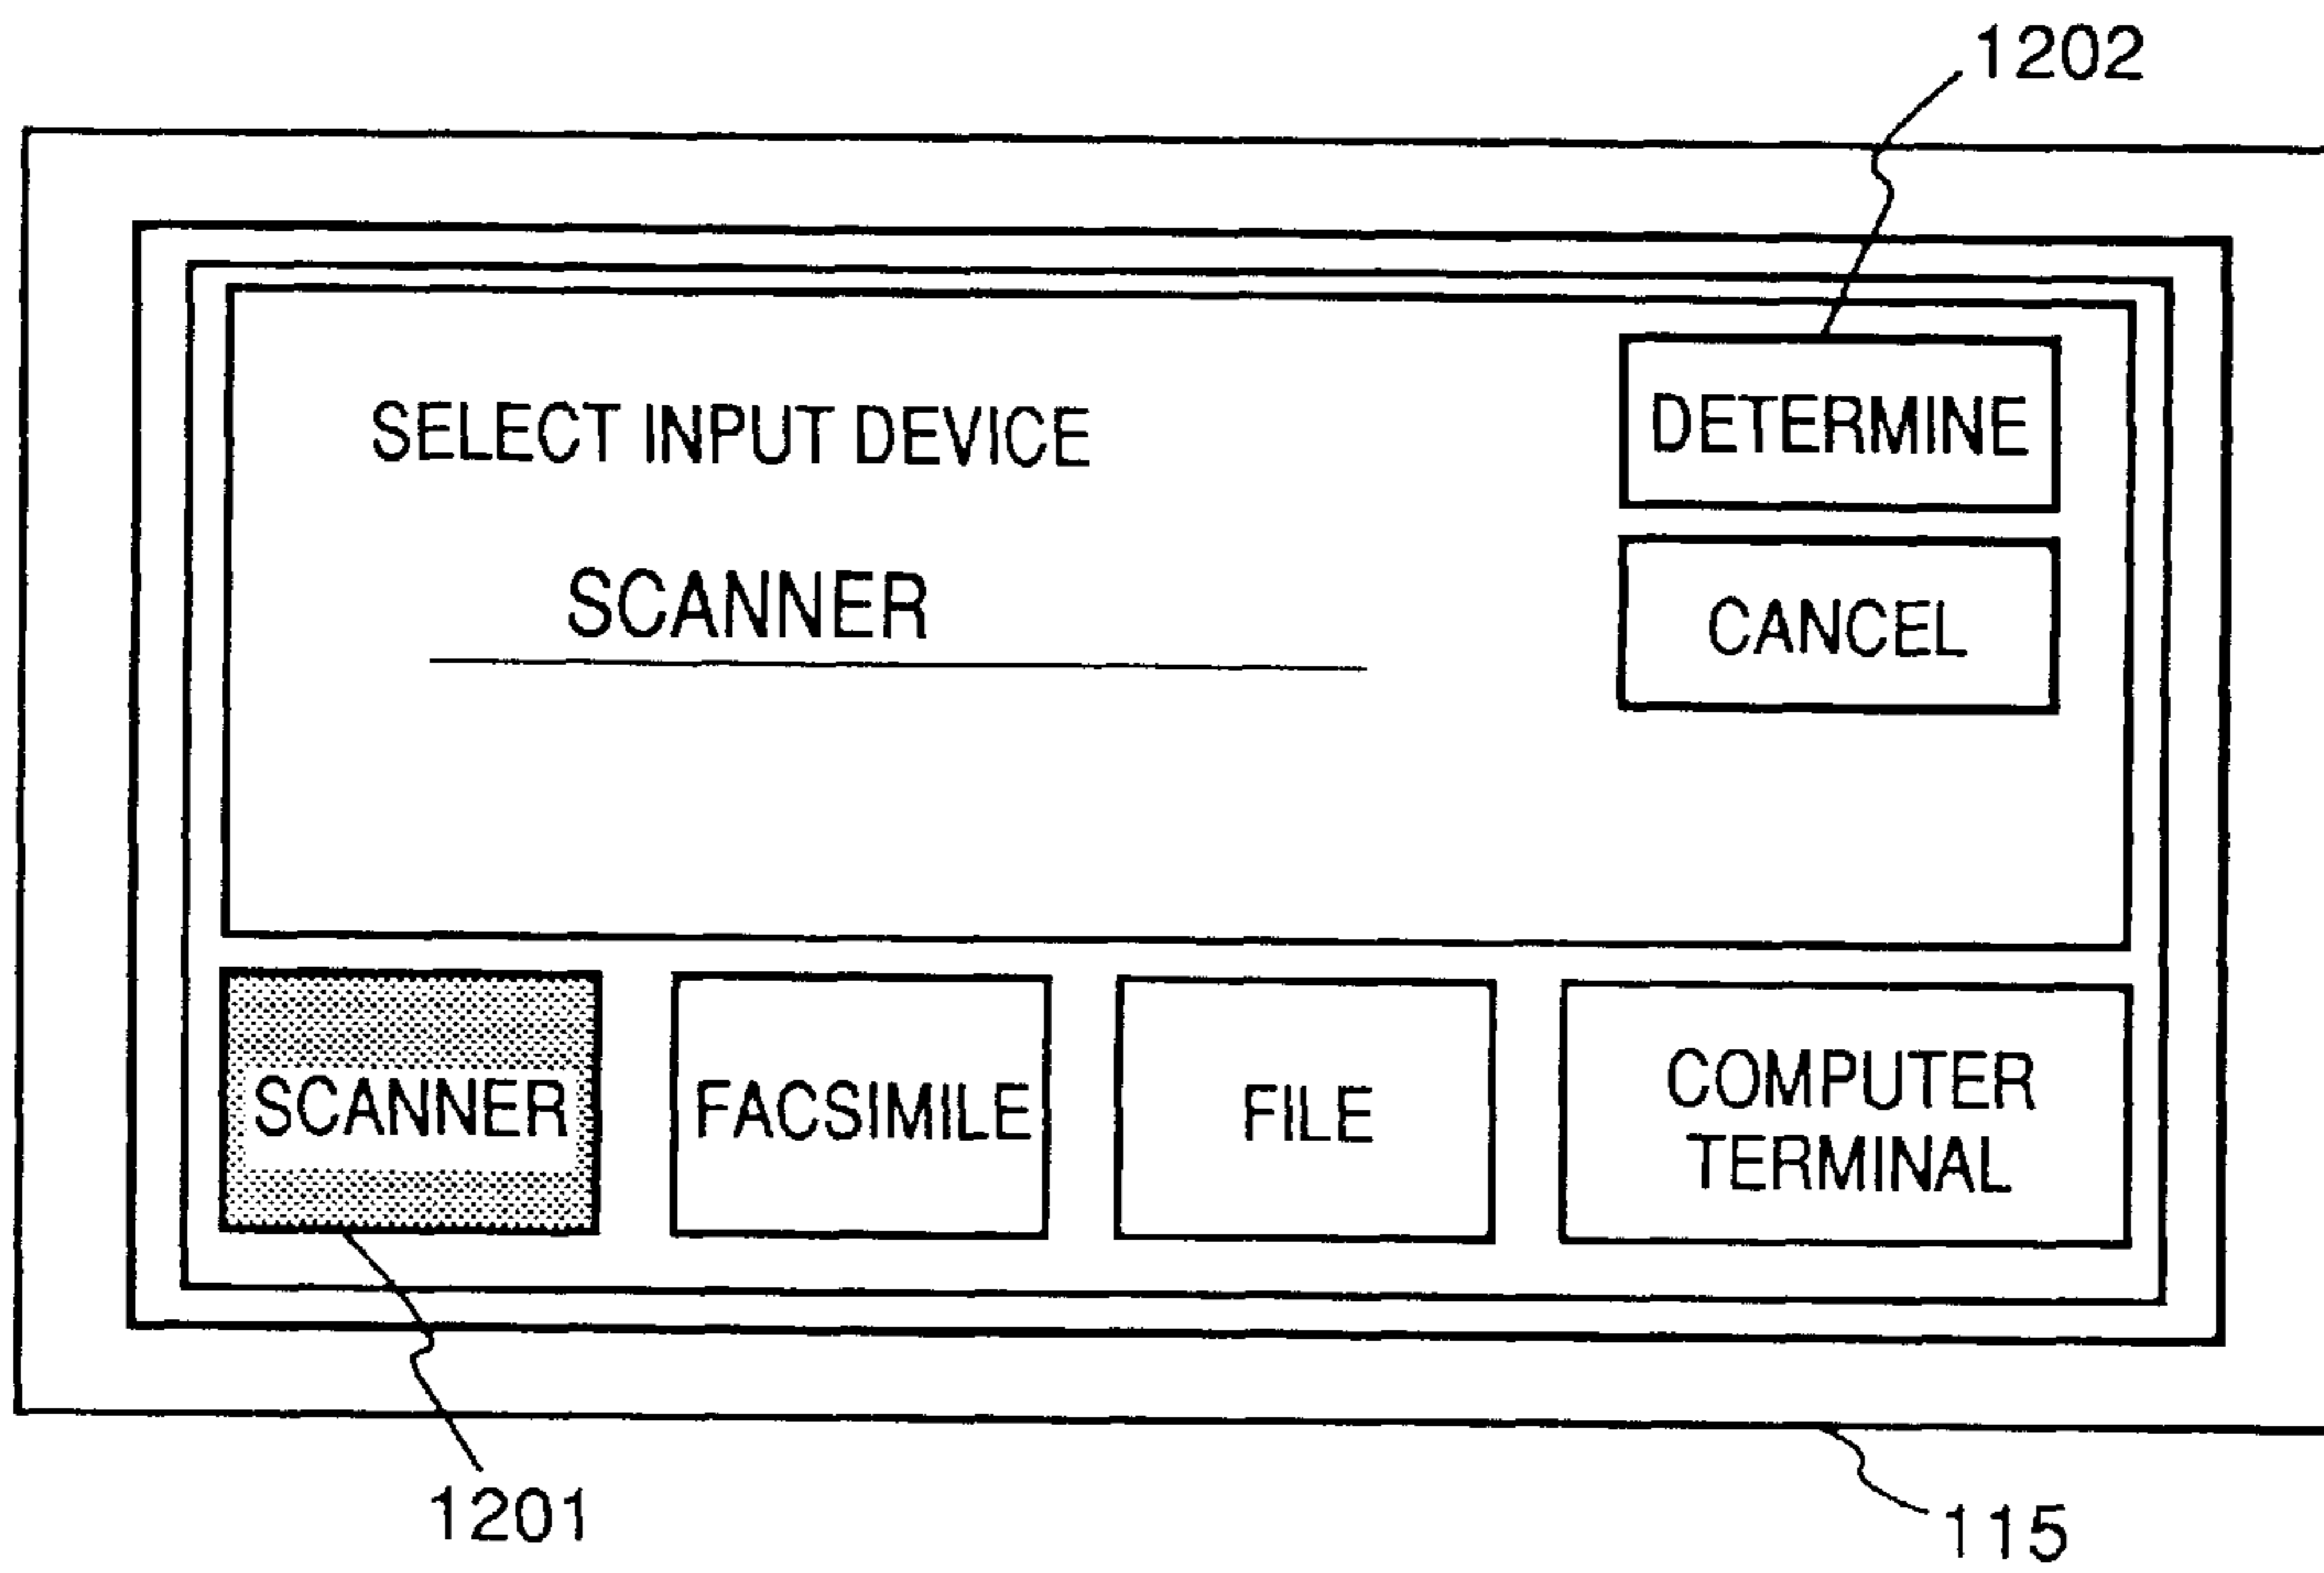 1202
SELECT INPUT DEVICE
DETERMINE
SCANNER
CANCEL
SCANNER
FACSIMILE
FILE
COMPUTER
TERMINAL
1201
115